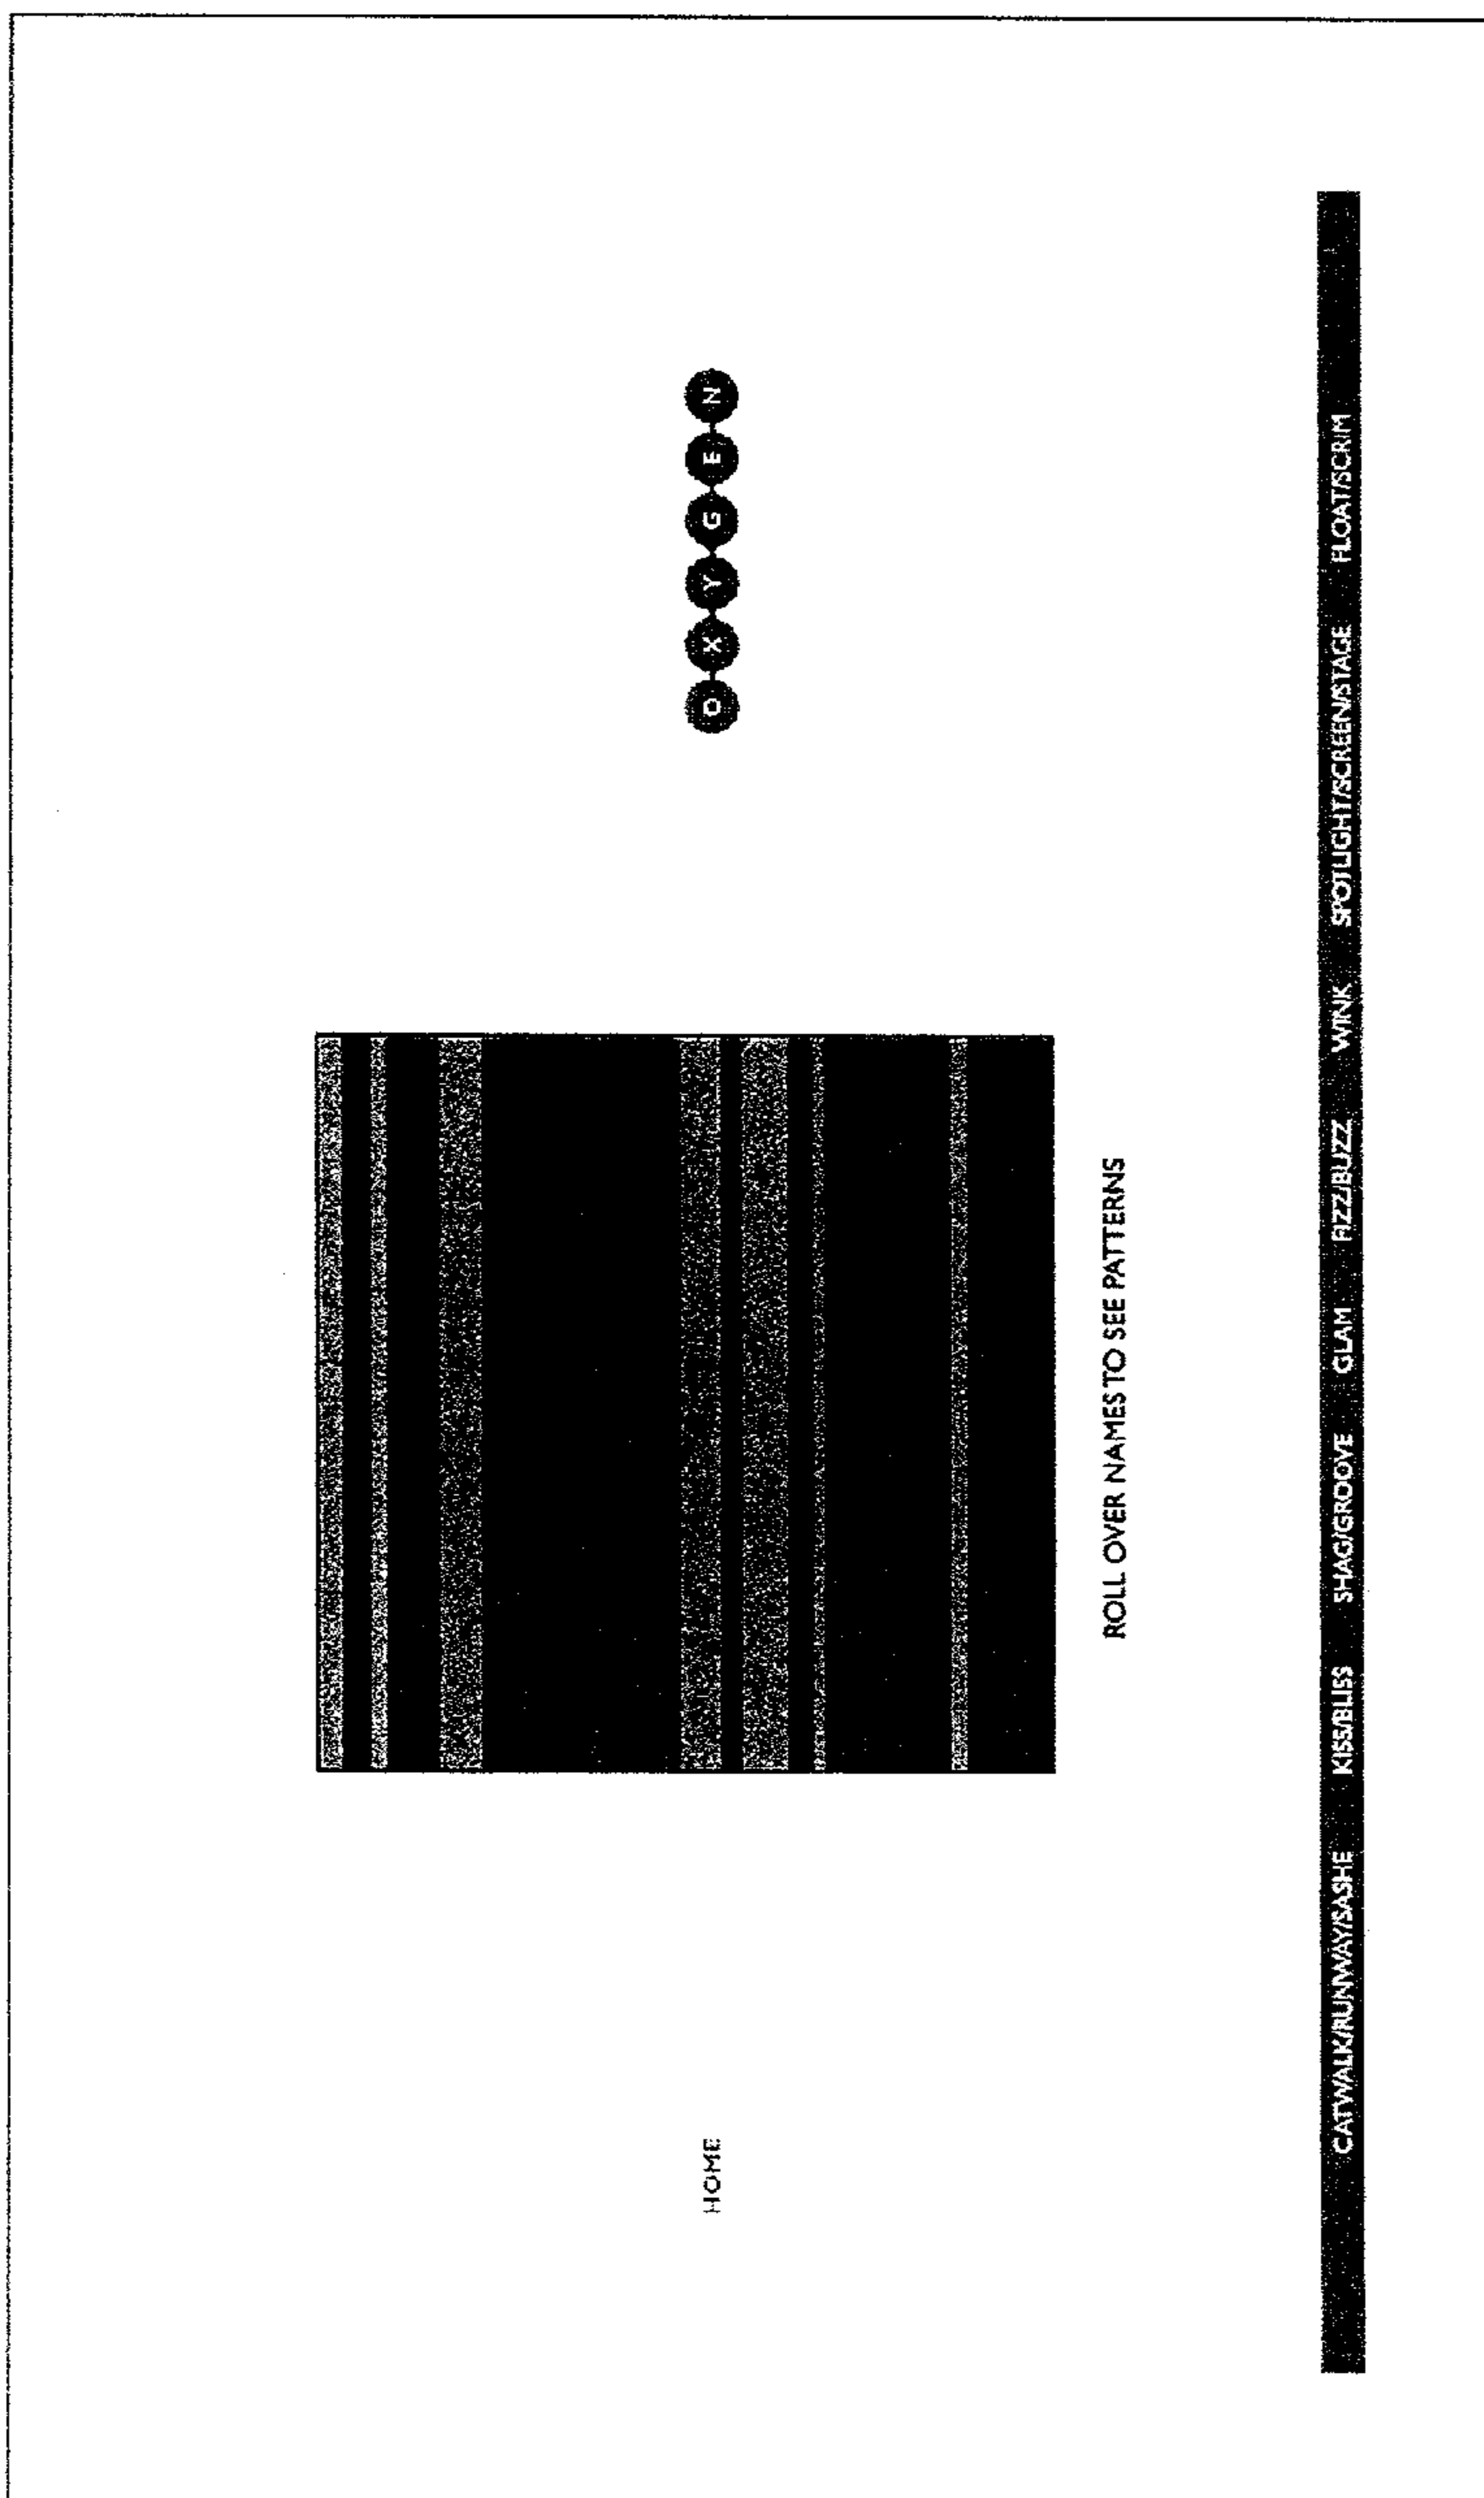 HOME
OXYGEN
ROLL OVER NAMES TO SEE PATTERNS
CATWALK/RUNWAY/SASHE KISS/BLISS SHAG/GROOVE GLAM FIZZ/BUZZ WINK SPOTLIGHT/SCREEN/STAGE FLOAT/SCRIM